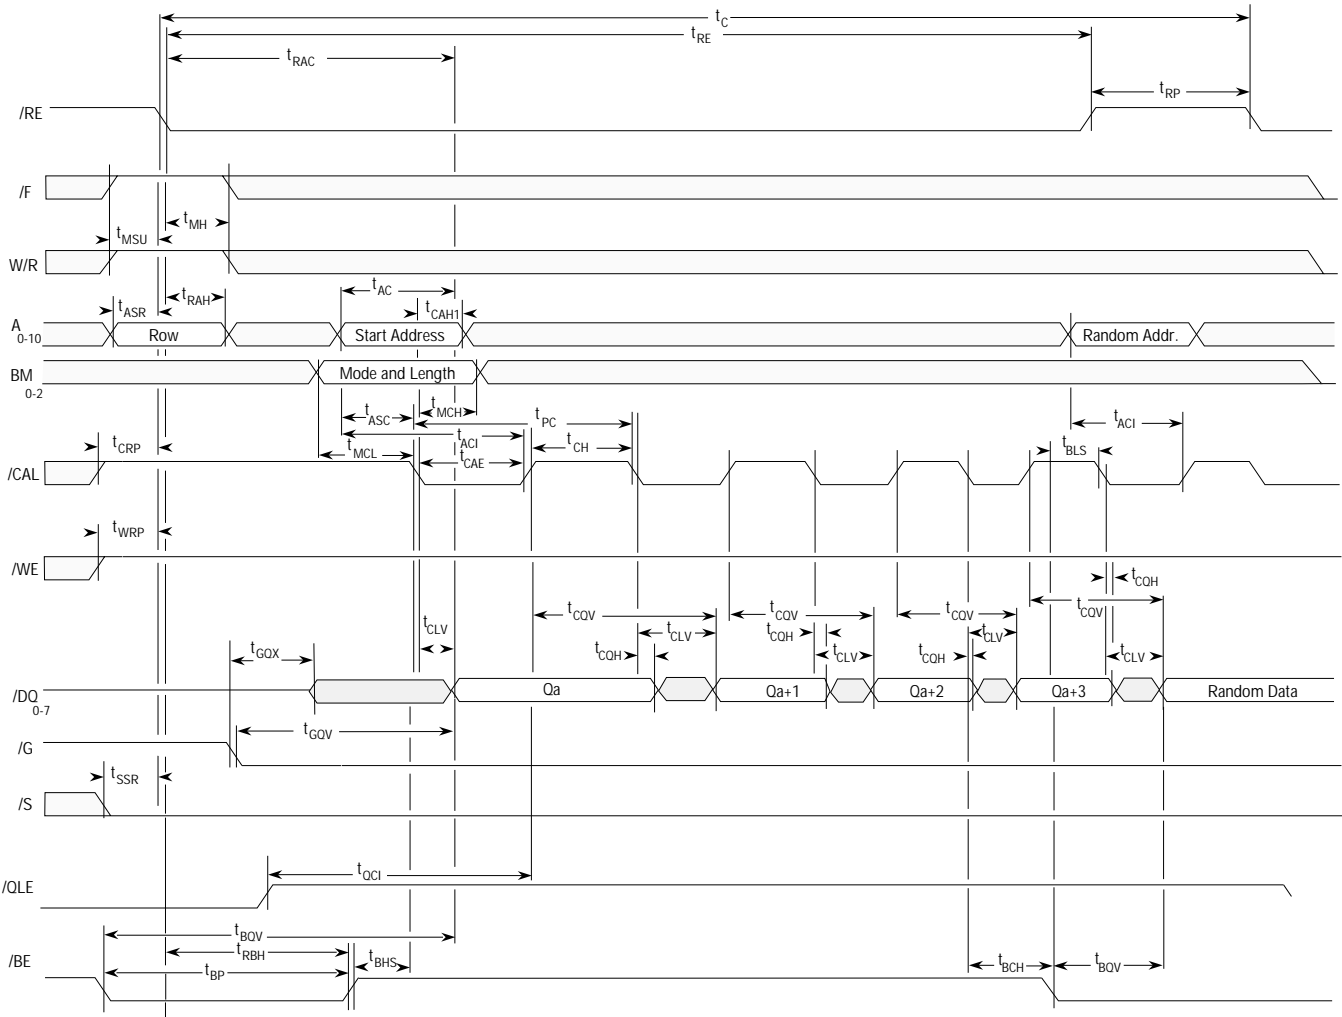 tC
tRE
tRAC
tRP
/RE
/F
tMH
tMSU
W/R
tAC
tRAH
tASR
tCAH1
A0-10
Row
Start Address
Random Addr.
BM0-2
Mode and Length
tASC
tMCH
tPC
tACI
tCRP
tACI
tCH
tBLS
tMCL
tCAE
/CAL
tWRP
/WE
tCQH
tCQV
tCQV
tCQV
tCQV
tCLV
tCLV
tCQH
tCLV
tGQX
tCQH
tCLV
tCQH
tCLV
/DQ0-7
Qa
Qa+1
Qa+2
Qa+3
Random Data
tGQV
/G
tSSR
/S
tQCI
/QLE
tBQV
tRBH
/BE
tBHS
tBP
tBCH
tBQV